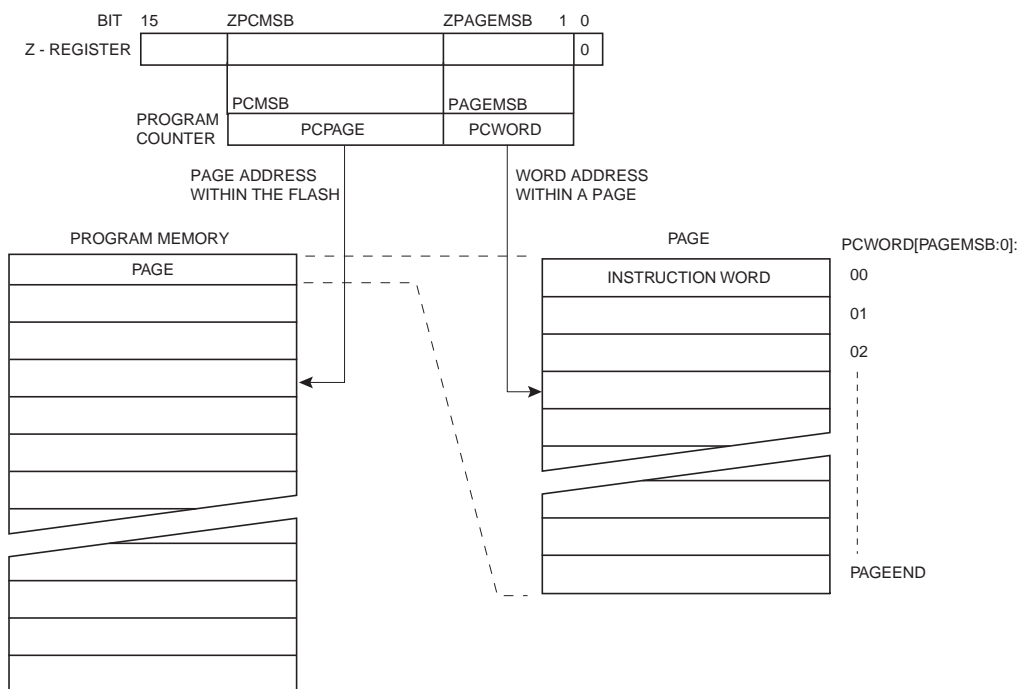 BIT 15 ZPCMSB ZPAGEMSB 1 0
Z - REGISTER 0
PCMSB PAGEMSB
PROGRAM
COUNTER
PCPAGE PCWORD
PAGE ADDRESS
WITHIN THE FLASH
WORD ADDRESS
WITHIN A PAGE
PROGRAM MEMORY
PAGE
PAGE
PCWORD[PAGEMSB:0]:
INSTRUCTION WORD 00
01
02
PAGEEND